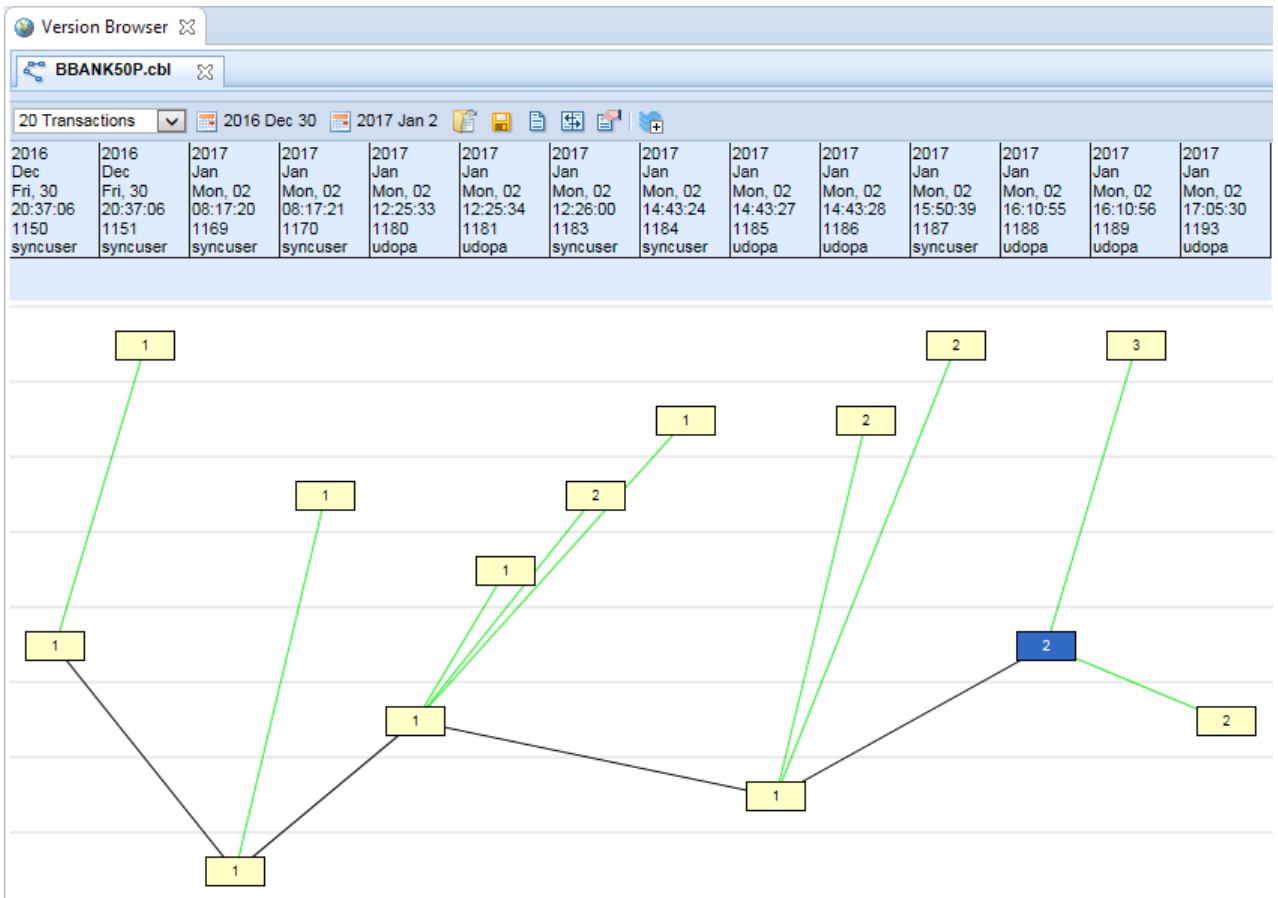 Version Browser
BBANK50P.cbl
20 Transactions 2016 Dec 30 2017 Jan 2
2016 2016 2017 2017 2017 2017 2017 2017 2017 2017 2017 2017 2017 2017
Dec Dec Jan Jan Jan Jan Jan Jan Jan Jan Jan Jan Jan Jan
Fri, 30 Fri, 30 Mon, 02 Mon, 02 Mon, 02 Mon, 02 Mon, 02 Mon, 02 Mon, 02 Mon, 02 Mon, 02 Mon, 02 Mon, 02 Mon, 02
20:37:06 20:37:06 08:17:20 08:17:21 12:25:33 12:25:34 12:26:00 14:43:24 14:43:27 14:43:28 15:50:39 16:10:55 16:10:56 17:05:30
1150 1151 1169 1170 1180 1181 1183 1184 1185 1186 1187 1188 1189 1193
syncuser syncuser syncuser syncuser udopa udopa syncuser syncuser udopa udopa syncuser udopa udopa udopa
1 2 3
1 2
1 2
1
1 2
1 2
1
1